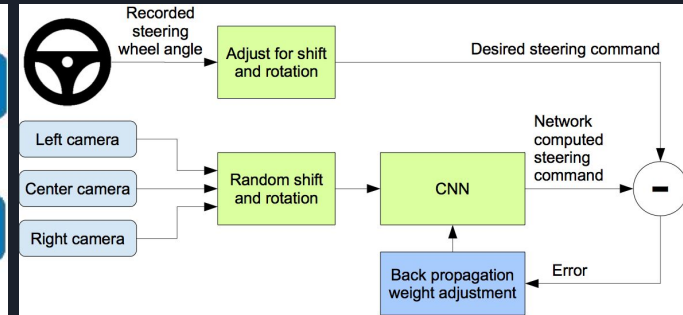 Recorded
steering
wheel angle
Adjust for shift
and rotation
Desired steering command
Left camera
Center camera
Right camera
Random shift
and rotation
CNN
Network
computed
steering
command
-
Back propagation
weight adjustment
Error